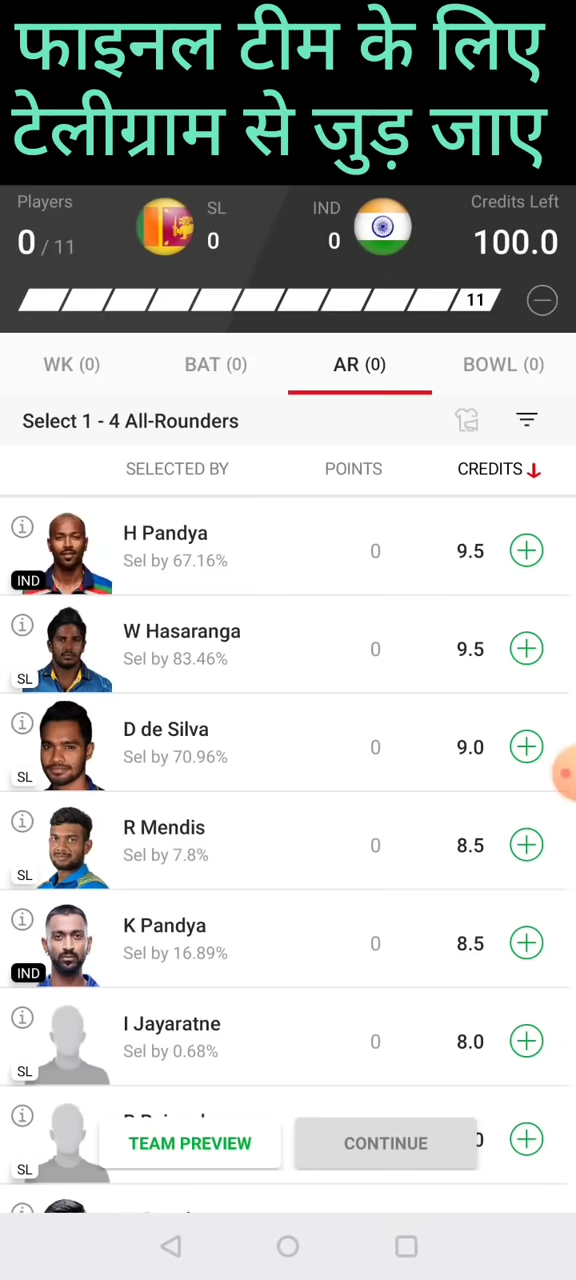 फाइनल टीम के लिए
टेलीग्राम से जुड़ जाए
Players SL IND Credits Left
0 / 11 0 0 100.0
11
WK (0) BAT (0) AR (0) BOWL (0)
Select 1 - 4 All-Rounders
SELECTED BY POINTS CREDITS
H Pandya
Sel by 67.16% 0 9.5
IND
W Hasaranga
Sel by 83.46% 0 9.5
SL
D de Silva
Sel by 70.96% 0 9.0
SL
R Mendis
Sel by 7.8% 0 8.5
SL
K Pandya
Sel by 16.89% 0 8.5
IND
I Jayaratne
Sel by 0.68% 0 8.0
SL
TEAM PREVIEW CONTINUE
SL